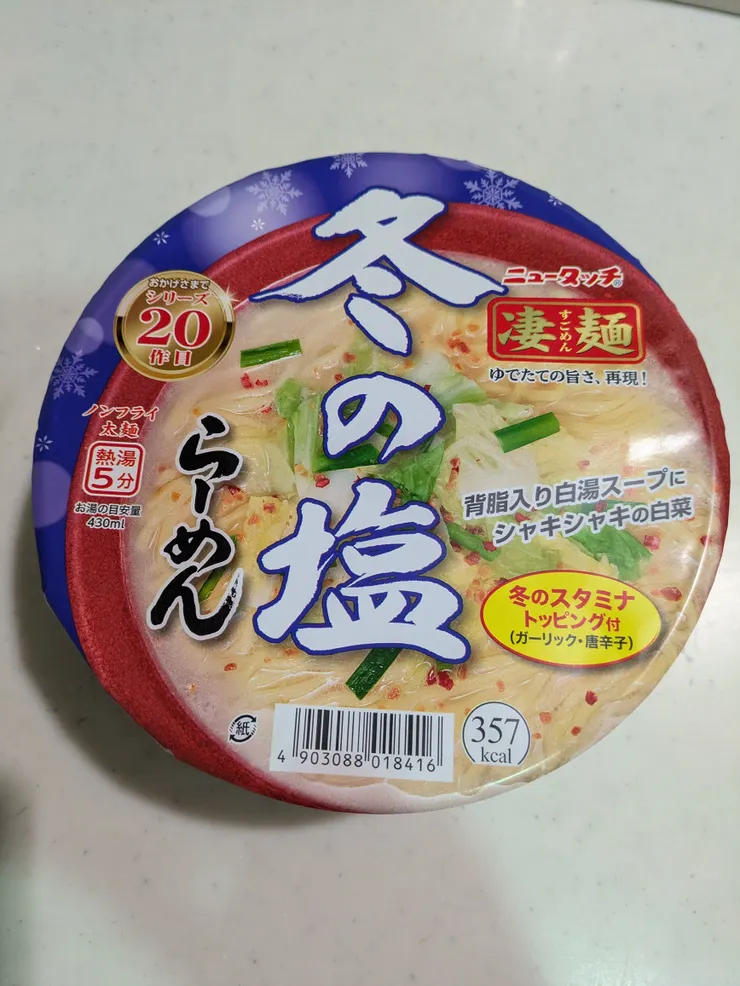 冬の塩
らーめん
おかげさまで
シリーズ
20
作目
ニュータッチ®
凄麺
すごめん
ゆでたての旨さ、再現!
ノンフライ
太麺
熱湯
5分
お湯の目安量
430ml
背脂入り白湯スープに
シャキシャキの白菜
冬のスタミナ
トッピング付
(ガーリック・唐辛子)
紙
4 903088 018416
357
kcal